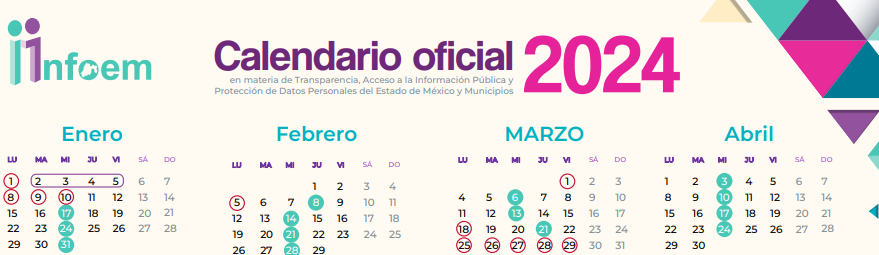 infoem
Calendario oficial 2024
en materia de Transparencia, Acceso a la Información Pública y
Protección de Datos Personales del Estado de México y Municipios
Enero
LU MA MI JU VI SÁ DO
1 2 3 4 5 6 7
8 9 10 11 12 13 14
15 16 17 18 19 20 21
22 23 24 25 26 27 28
29 30 31
Febrero
LU MA MI JU VI SÁ DO
1 2 3 4
5 6 7 8 9 10 11
12 13 14 15 16 17 18
19 20 21 22 23 24 25
26 27 28 29
MARZO
LU MA MI JU VI SÁ DO
1 2 3
4 5 6 7 8 9 10
11 12 13 14 15 16 17
18 19 20 21 22 23 24
25 26 27 28 29 30 31
Abril
LU MA MI JU VI SÁ DO
1 2 3 4 5 6 7
8 9 10 11 12 13 14
15 16 17 18 19 20 21
22 23 24 25 26 27 28
29 30